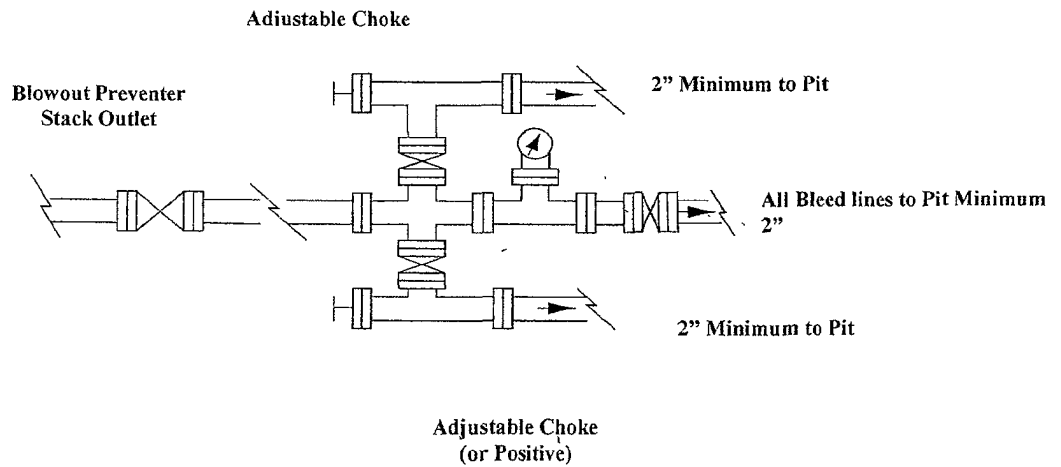 Adiustable Choke
Blowout Preventer
Stack Outlet
2” Minimum to Pit
All Bleed lines to Pit Minimum
2”
2” Minimum to Pit
Adjustable Choke
(or Positive)